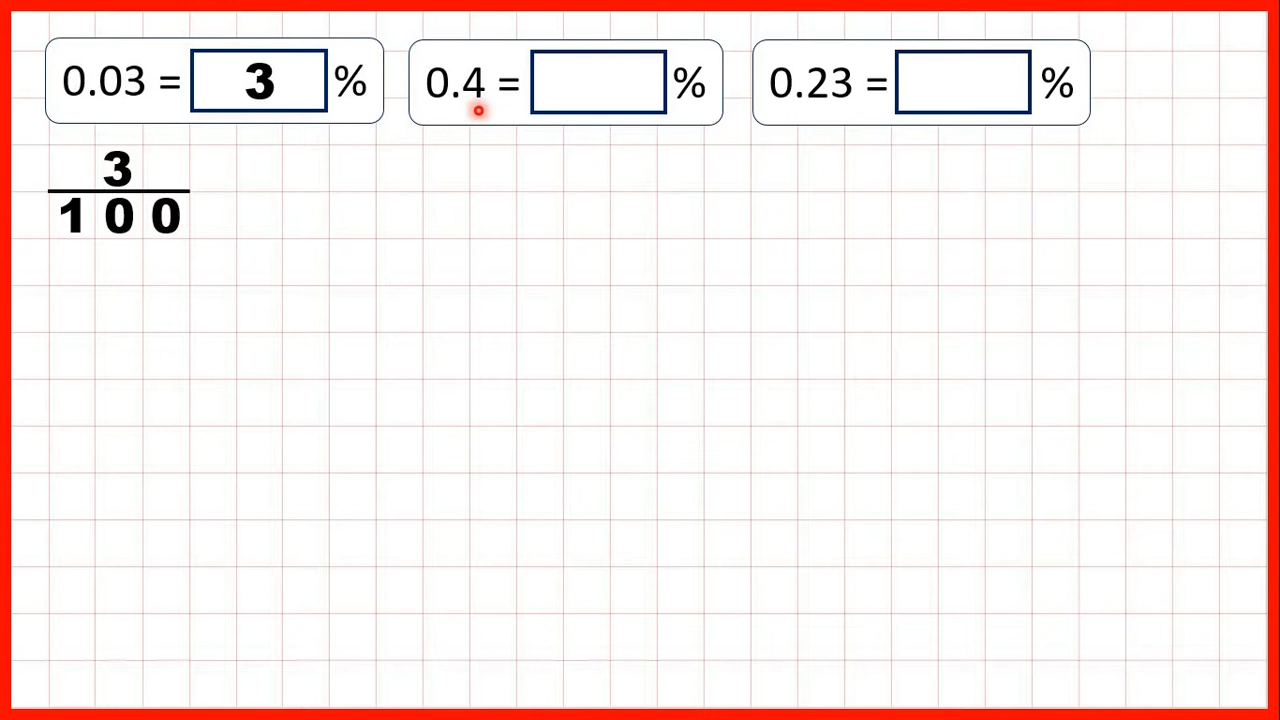 0.03 = 3 %
0.4 = %
0.23 = %
3
100